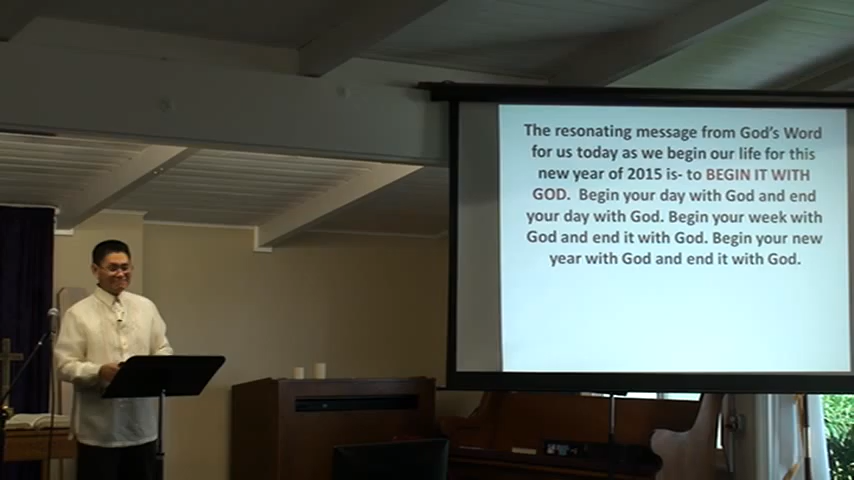 The resonating message from God's Word
for us today as we begin our life for this
new year of 2015 is- to BEGIN IT WITH
GOD. Begin your day with God and end
your day with God. Begin your week with
God and end it with God. Begin your new
year with God and end it with God.